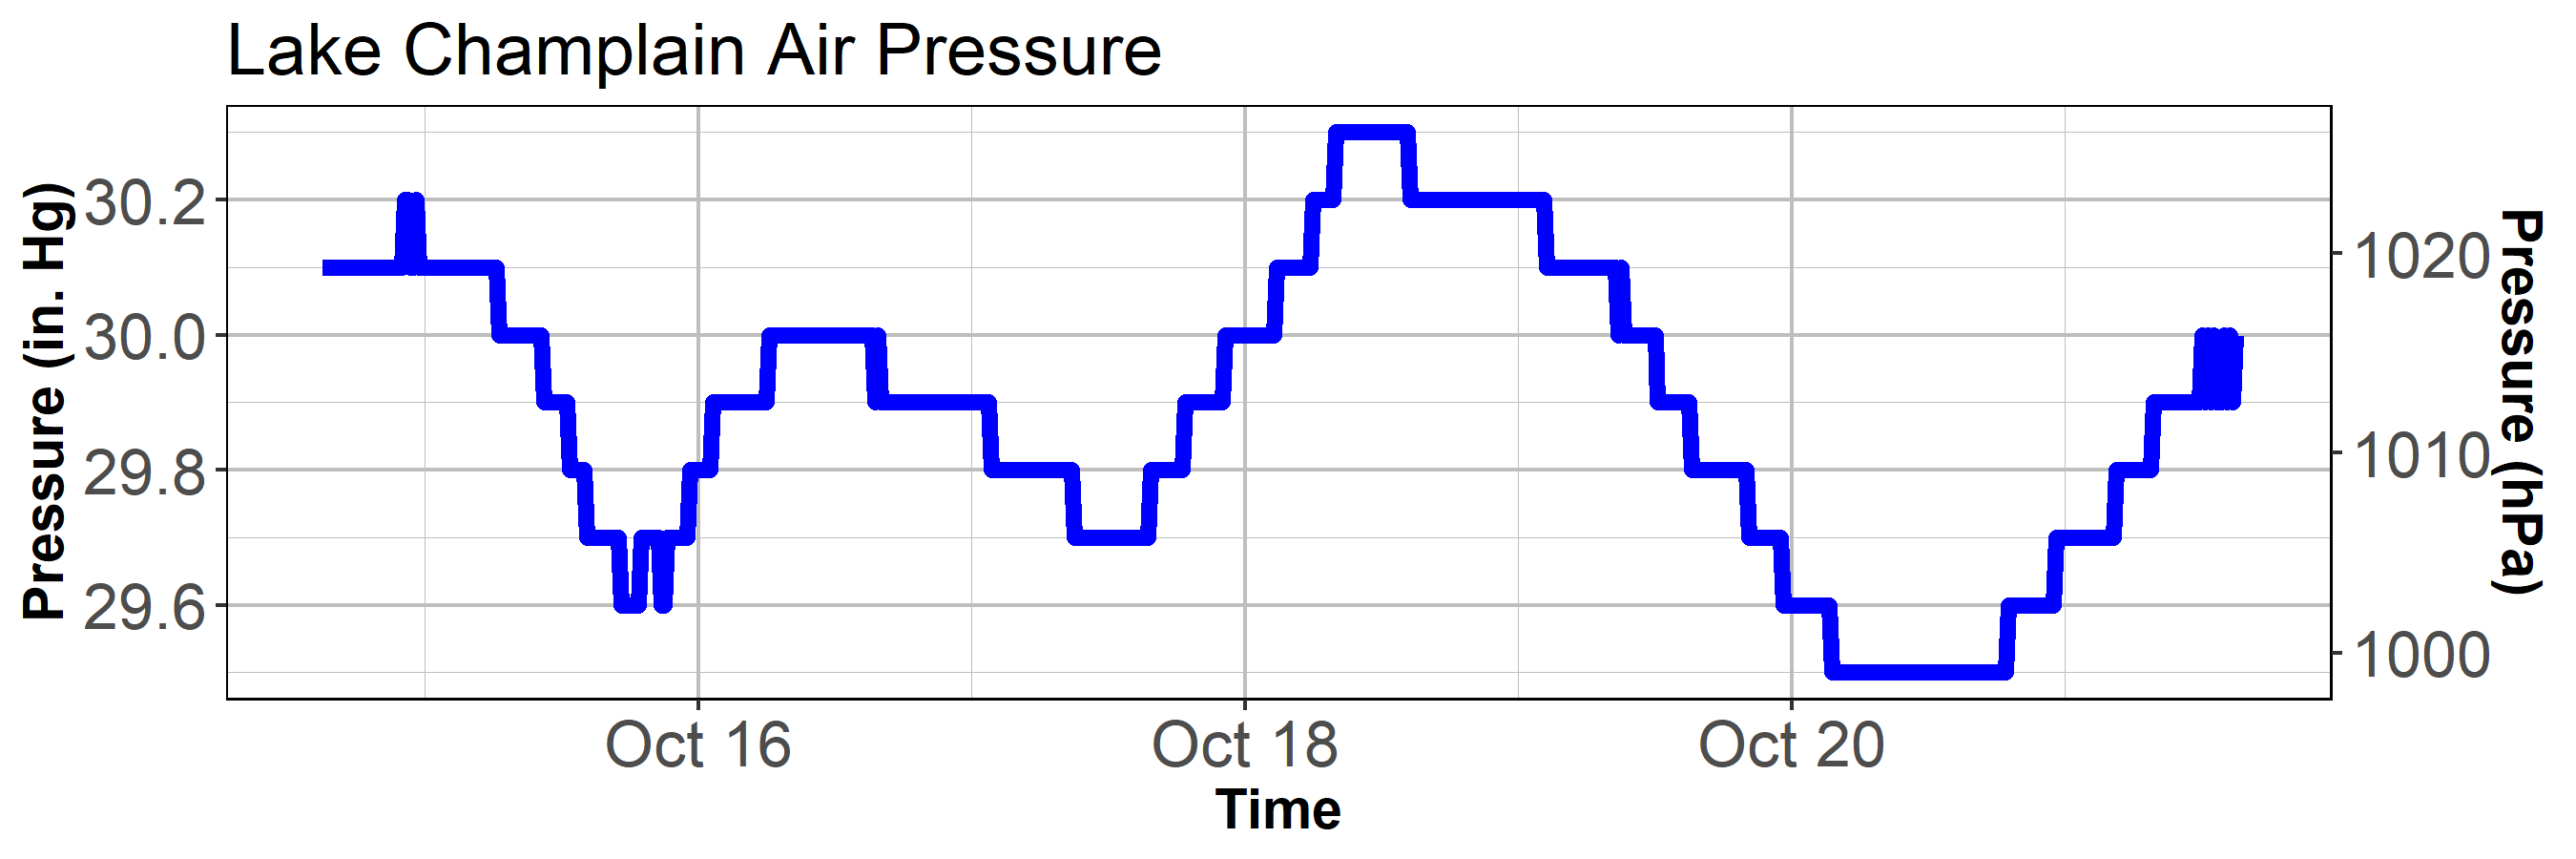 Lake Champlain Air Pressure
Pressure (in. Hg)
30.2
30.0
29.8
29.6
1020
1010
1000
Pressure (hPa)
Oct 16
Oct 18
Oct 20
Time